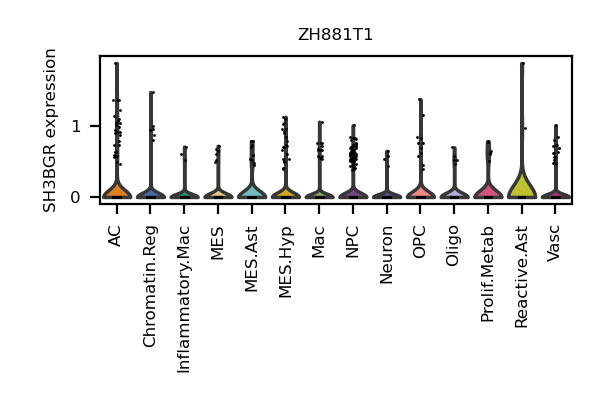 ZH881T1
SH3BGR expression
1
0
AC
Chromatin.Reg
Inflammatory.Mac
MES
MES.Ast
MES.Hyp
Mac
NPC
Neuron
OPC
Oligo
Prolif.Metab
Reactive.Ast
Vasc